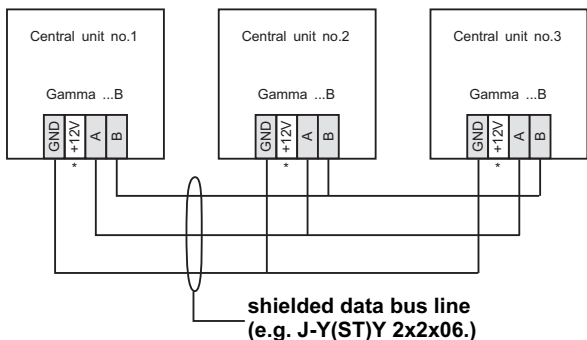 Central unit no.1
Central unit no.2
Central unit no.3
Gamma ...B
Gamma ...B
Gamma ...B
GND +12V A B
GND +12V A B
GND +12V A B
*
*
*
shielded data bus line
(e.g. J-Y(ST)Y 2x2x06.)